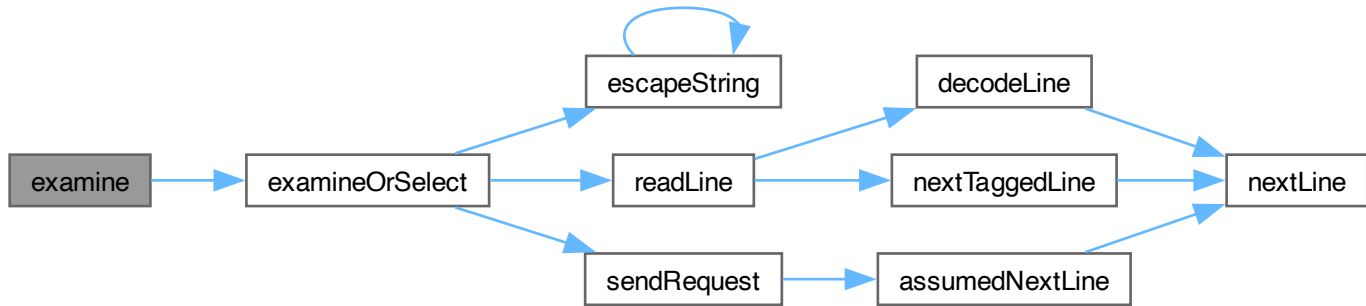 escapeString
decodeLine
examine
examineOrSelect
readLine
nextTaggedLine
nextLine
sendRequest
assumedNextLine